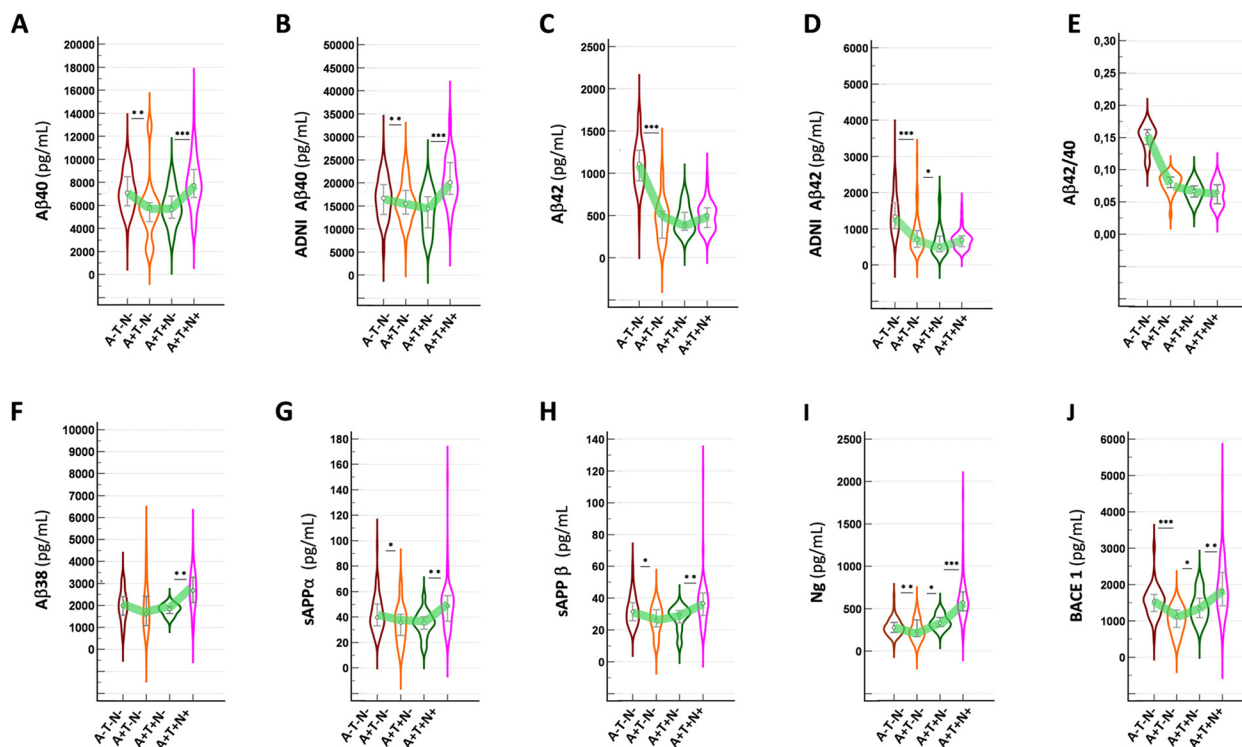 A
Aβ40 (pg/mL)
20000
18000
16000
14000
12000
10000
8000
6000
4000
2000
0
**
***
A-T-N-
A+T-N-
A+T+N-
A+T+N+
B
ADNI Aβ40 (pg/mL)
50000
45000
40000
35000
30000
25000
20000
15000
10000
5000
0
**
***
A-T-N-
A+T-N-
A+T+N-
A+T+N+
C
Aβ42 (pg/mL)
2500
2000
1500
1000
500
0
***
A-T-N-
A+T-N-
A+T+N-
A+T+N+
D
ADNI Aβ42 (pg/mL)
6000
5000
4000
3000
2000
1000
0
***
*
A-T-N-
A+T-N-
A+T+N-
A+T+N+
E
Aβ42/40
0,30
0,25
0,20
0,15
0,10
0,05
0,00
A-T-N-
A+T-N-
A+T+N-
A+T+N+
F
Aβ38 (pg/mL)
10000
9000
8000
7000
6000
5000
4000
3000
2000
1000
0
**
A-T-N-
A+T-N-
A+T+N-
A+T+N+
G
sAPPα (pg/mL)
180
160
140
120
100
80
60
40
20
0
*
**
A-T-N-
A+T-N-
A+T+N-
A+T+N+
H
sAPP β (pg/mL
140
120
100
80
60
40
20
0
*
**
A-T-N-
A+T-N-
A+T+N-
A+T+N+
I
Ng (pg/mL)
2500
2000
1500
1000
500
0
**
*
***
A-T-N-
A+T-N-
A+T+N-
A+T+N+
J
BACE 1 (pg/mL)
6000
5000
4000
3000
2000
1000
0
***
*
**
A-T-N-
A+T-N-
A+T+N-
A+T+N+